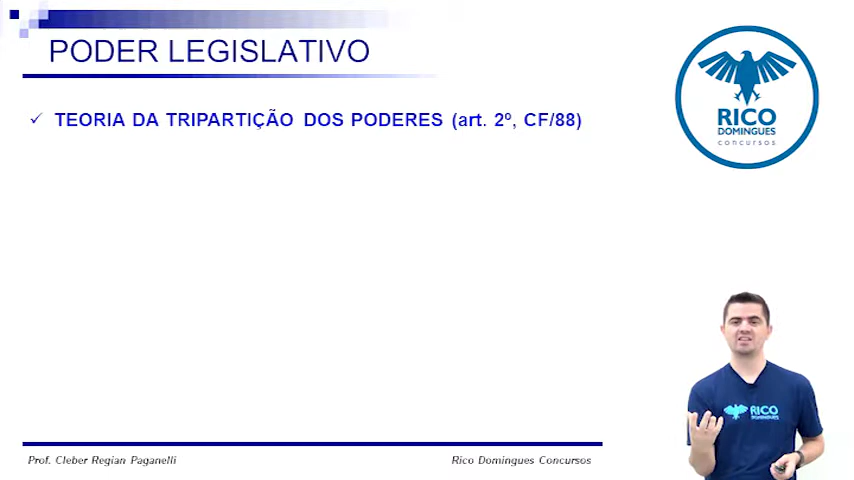 PODER LEGISLATIVO
✓ TEORIA DA TRIPARTIÇÃO DOS PODERES (art. 2º, CF/88)
RICO
DOMINGUES
concursos
RICO
DOMINGUES
Prof. Cleber Regian Paganelli
Rico Domingues Concursos